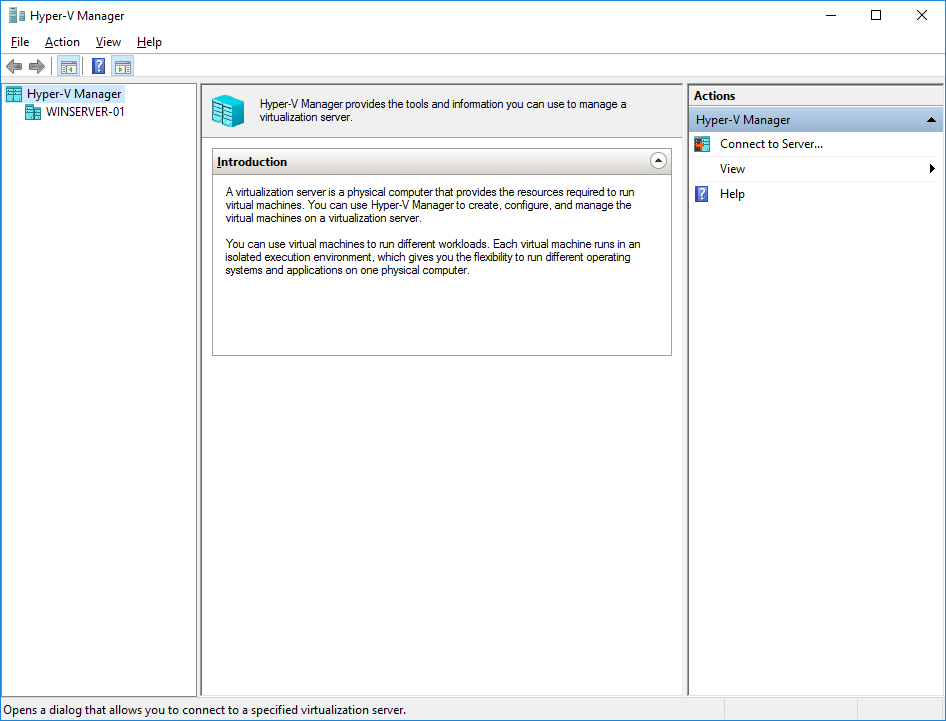 Hyper-V Manager
File Action View Help
Hyper-V Manager
WINSERVER-01
Hyper-V Manager provides the tools and information you can use to manage a
virtualization server.
Introduction
A virtualization server is a physical computer that provides the resources required to run
virtual machines. You can use Hyper-V Manager to create, configure, and manage the
virtual machines on a virtualization server.
You can use virtual machines to run different workloads. Each virtual machine runs in an
isolated execution environment, which gives you the flexibility to run different operating
systems and applications on one physical computer.
Actions
Hyper-V Manager
Connect to Server...
View
Help
Opens a dialog that allows you to connect to a specified virtualization server.